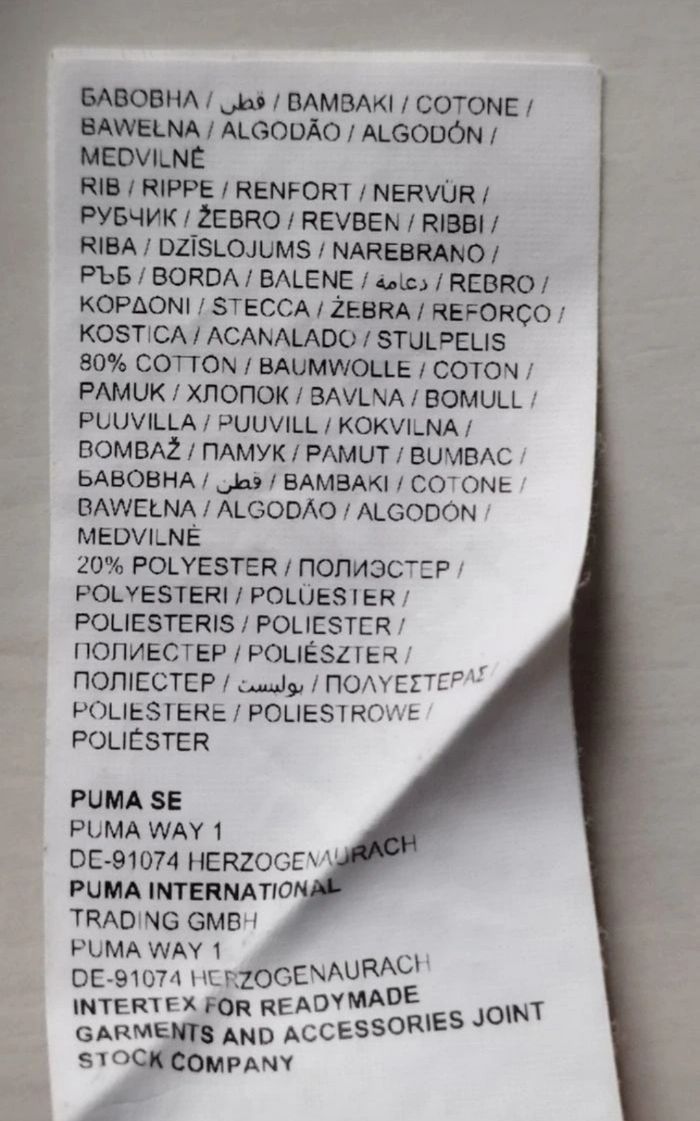 БАВОВНА / قطن / BAMBAKI / COTONE /
BAWEŁNA / ALGODÃO / ALGODÓN /
MEDVILNĖ
RIB / RIPPE / RENFORT / NERVÜR /
РУБЧИК / ŽEBRO / REVBEN / RIBBI /
RIBA / DZĪSLOJUMS / NAREBRANO /
РЪБ / BORDA / BALENE / دعامة / REBRO /
ΚΟΡΔΟΝΙ / STECCA / ŻEBRA / REFORÇO /
KOSTICA / ACANALADO / STULPELIS
80% COTTON / BAUMWOLLE / COTON /
PAMUK / ХЛОПОК / BAVLNA / BOMULL /
PUUVILLA / PUUVILL / KOKVILNA /
BOMBAŽ / ПАМУК / PAMUT / BUMBAC /
БАВОВНА / قطن / BAMBAKI / COTONE /
BAWEŁNA / ALGODÃO / ALGODÓN /
MEDVILNĖ
20% POLYESTER / ПОЛИЭСТЕР /
POLYESTERI / POLÜESTER /
POLIESTERIS / POLIESTER /
ПОЛИЕСТЕР / POLIÉSZTER /
ПОЛІЕСТЕР / بوليست / ΠΟΛΥΕΣΤΕΡΑΣ /
POLIESTERE / POLIESTROWE /
POLIÉSTER
PUMA SE
PUMA WAY 1
DE-91074 HERZOGENAURACH
PUMA INTERNATIONAL
TRADING GMBH
PUMA WAY 1
DE-91074 HERZOGENAURACH
INTERTEX FOR READYMADE
GARMENTS AND ACCESSORIES JOINT
STOCK COMPANY